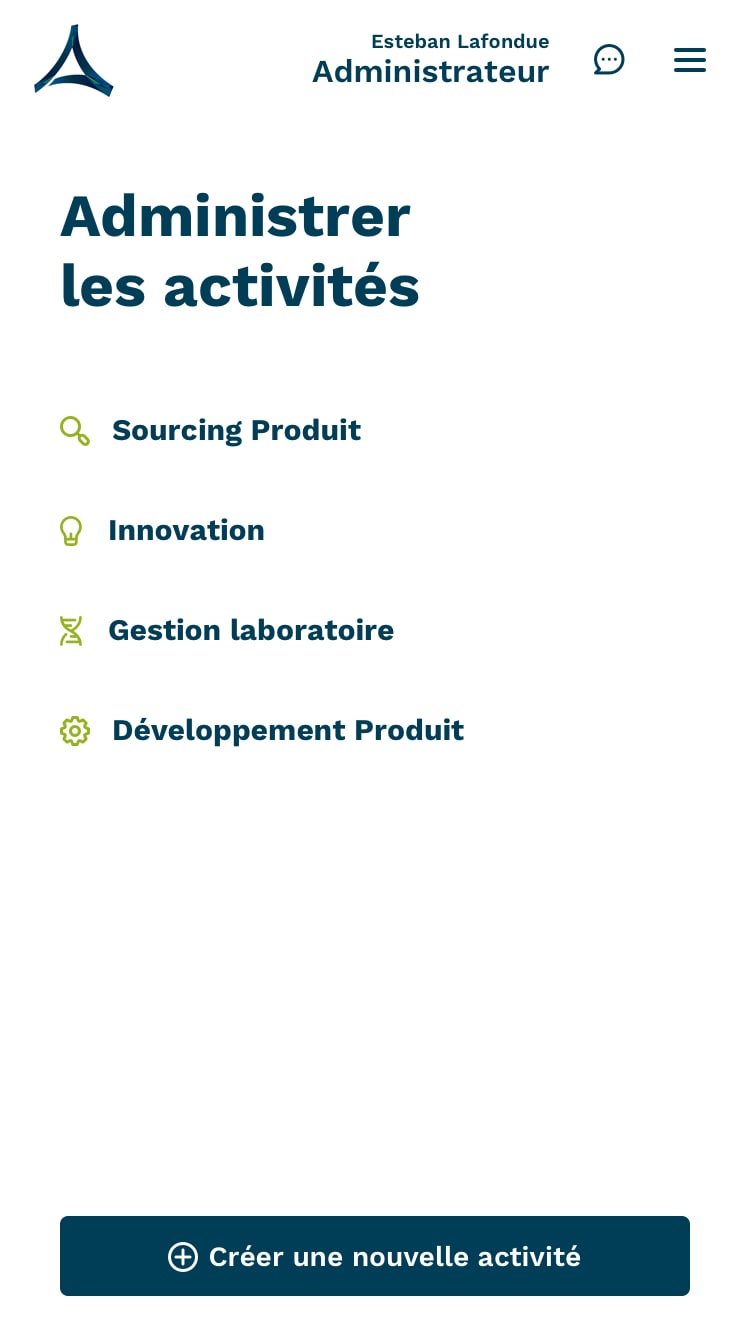 Esteban Lafondue
Administrateur
Administrer
les activités
Sourcing Produit
Innovation
Gestion laboratoire
Développement Produit
Créer une nouvelle activité